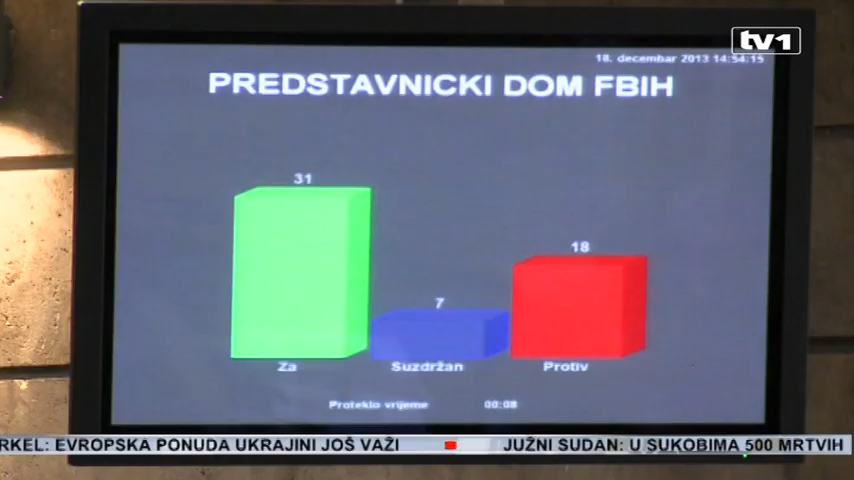 tv1
18. decembar 2013 14:54:15
PREDSTAVNICKI DOM FBIH
31
7
18
Za
Suzdržan
Protiv
Proteklo vrijeme 00:08
RKEL: EVROPSKA PONUDA UKRAJINI JOŠ VAŽI
JUŽNI SUDAN: U SUKOBIMA 500 MRTVIH